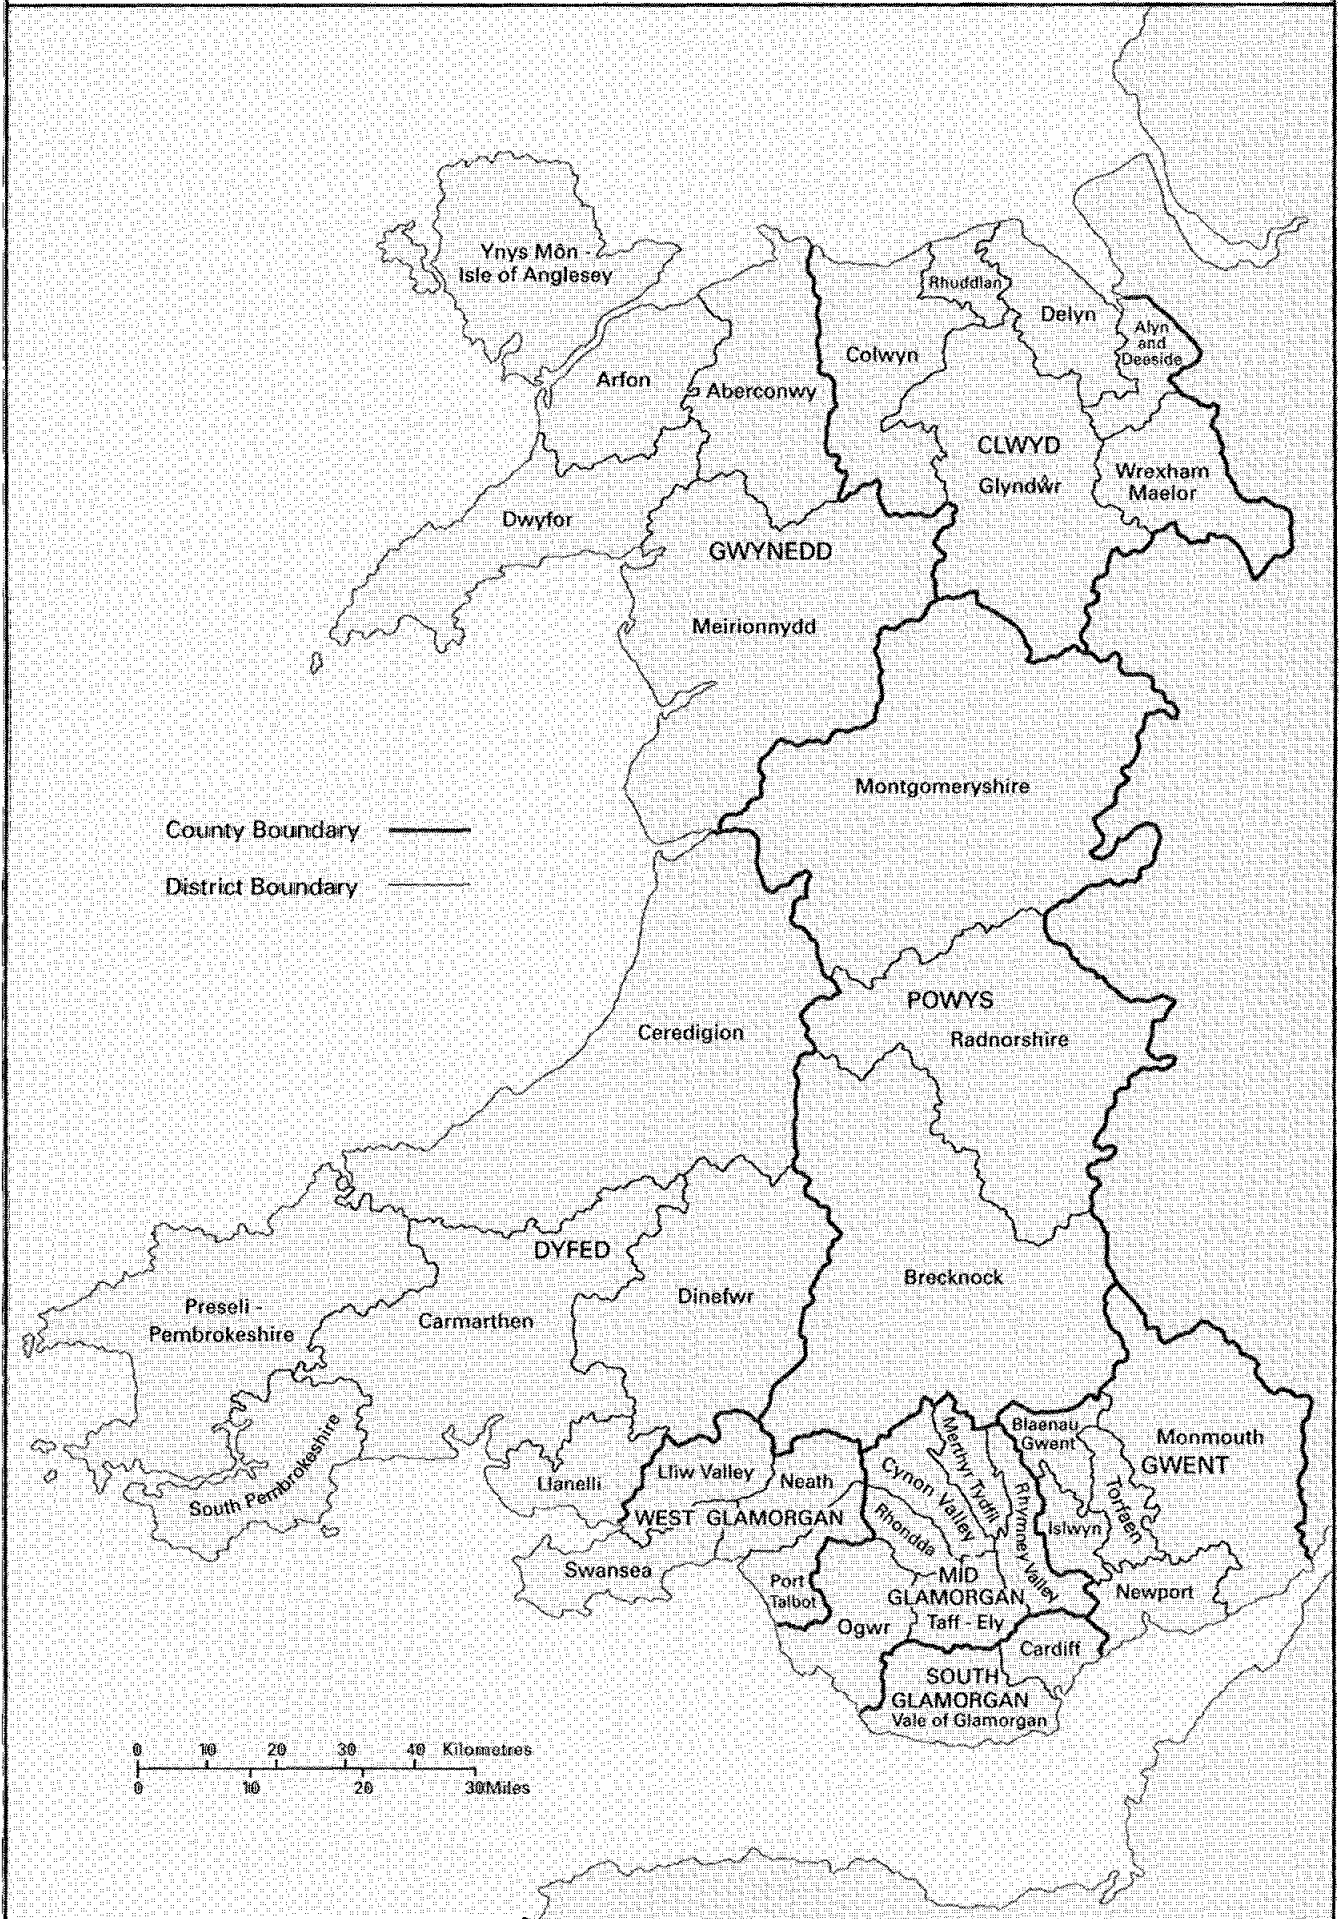 Ynys Môn -
Isle of Anglesey
Rhuddlan
Delyn
Alyn
and
Deeside
Colwyn
Arfon
Aberconwy
CLWYD
Glyndŵr
Wrexham
Maelor
Dwyfor
GWYNEDD
Meirionnydd
Montgomeryshire
County Boundary
District Boundary
POWYS
Radnorshire
Ceredigion
DYFED
Brecknock
Dinefwr
Preseli -
Pembrokeshire
Carmarthen
South Pembrokeshire
Llanelli
Lliw Valley
Neath
WEST GLAMORGAN
Swansea
Port
Talbot
Cynon Valley
Merthyr Tydfil
Rhymney Valley
Rhondda
Blaenau
Gwent
Monmouth
GWENT
Torfaen
Islwyn
Newport
MID
GLAMORGAN
Taff - Ely
Ogwr
Cardiff
SOUTH
GLAMORGAN
Vale of Glamorgan
0 10 20 30 40 Kilometres
0 10 20 30 Miles